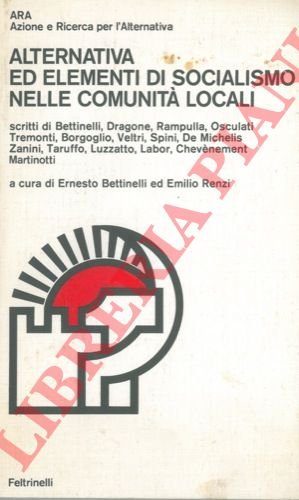 ARA
Azione e Ricerca per l'Alternativa
ALTERNATIVA
ED ELEMENTI DI SOCIALISMO
NELLE COMUNITÀ LOCALI
scritti di Bettinelli, Dragone, Rampulla, Osculati
Tremonti, Borgoglio, Veltri, Spini, De Michelis
Zanini, Taruffo, Luzzatto, Labor, Chevènement
Martinotti
a cura di Ernesto Bettinelli ed Emilio Renzi
LIBRERIA PIANI
Feltrinelli